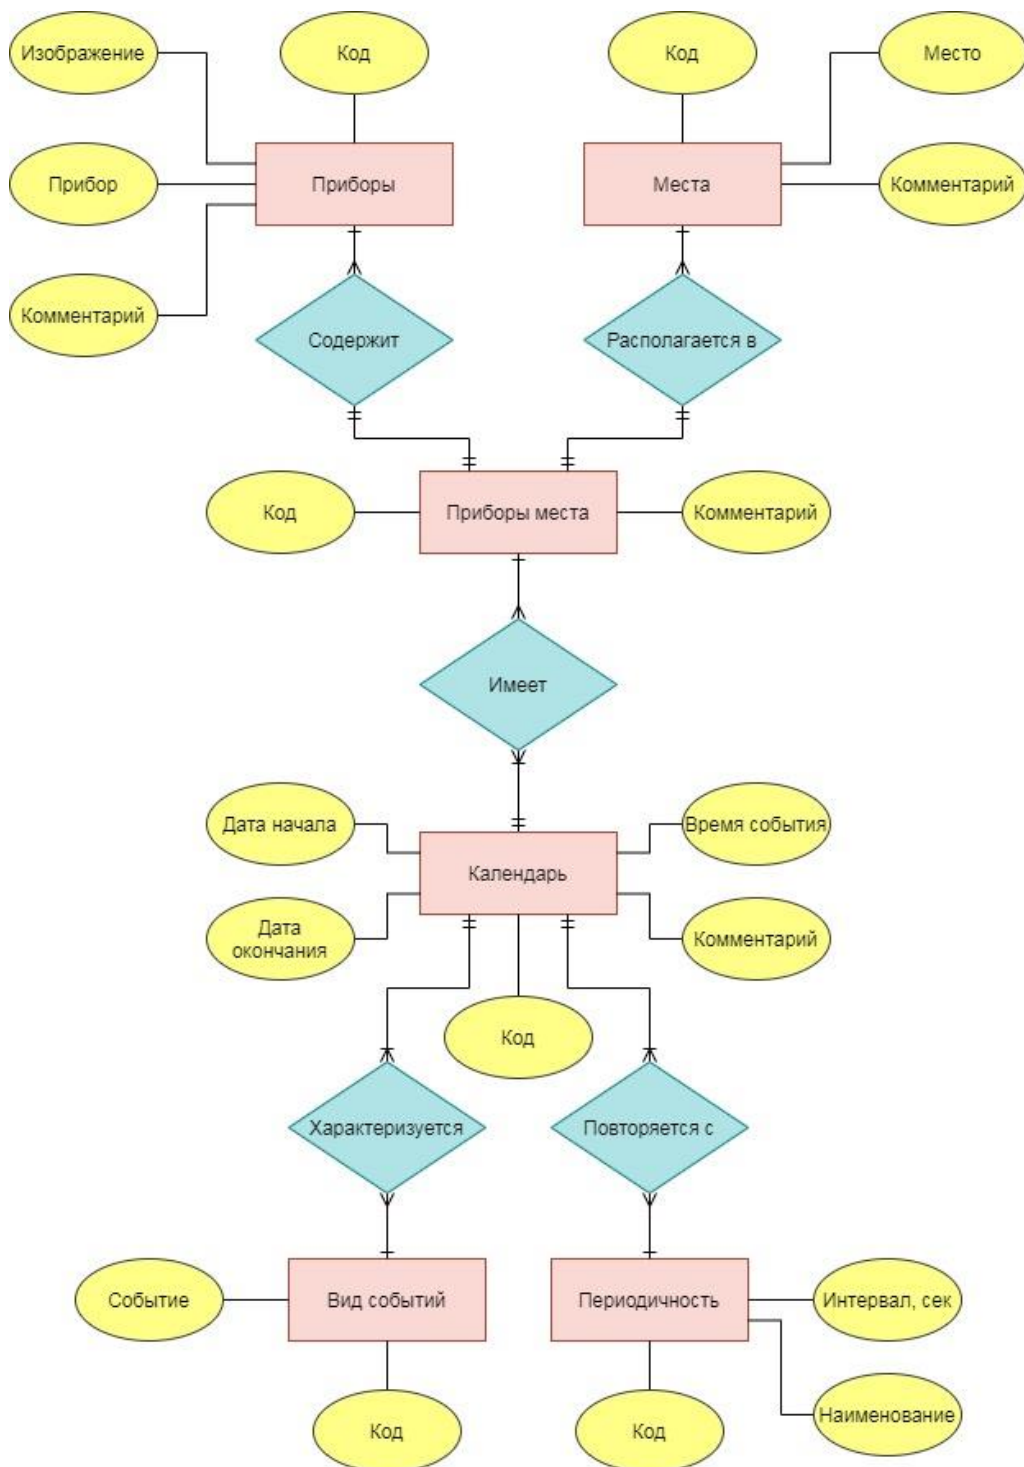 Изображение
Код
Код
Место
Прибор
Приборы
Места
Комментарий
Комментарий
Содержит
Располагается в
Код
Приборы места
Комментарий
Имеет
Дата начала
Время события
Календарь
Дата
окончания
Комментарий
Код
Характеризуется
Повторяется с
Событие
Вид событий
Периодичность
Интервал, сек
Код
Код
Наименование